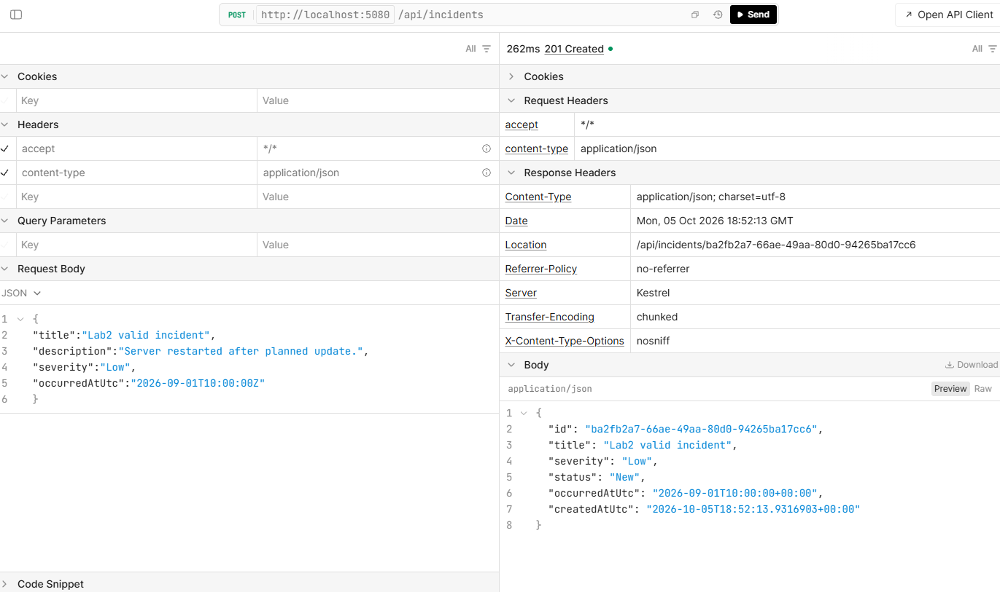 POST http://localhost:5080 /api/incidents Send Open API Client
All
Cookies
Key Value
Headers
accept */*
content-type application/json
Key Value
Query Parameters
Key Value
Request Body
JSON
1 {
2 "title":"Lab2 valid incident",
3 "description":"Server restarted after planned update.",
4 "severity":"Low",
5 "occurredAtUtc":"2026-09-01T10:00:00Z"
6 }
Code Snippet
262ms 201 Created All
Cookies
Request Headers
accept */*
content-type application/json
Response Headers
Content-Type application/json; charset=utf-8
Date Mon, 05 Oct 2026 18:52:13 GMT
Location /api/incidents/ba2fb2a7-66ae-49aa-80d0-94265ba17cc6
Referrer-Policy no-referrer
Server Kestrel
Transfer-Encoding chunked
X-Content-Type-Options nosniff
Body Download
application/json Preview Raw
1 {
2 "id": "ba2fb2a7-66ae-49aa-80d0-94265ba17cc6",
3 "title": "Lab2 valid incident",
4 "severity": "Low",
5 "status": "New",
6 "occurredAtUtc": "2026-09-01T10:00:00+00:00",
7 "createdAtUtc": "2026-10-05T18:52:13.9316903+00:00"
8 }